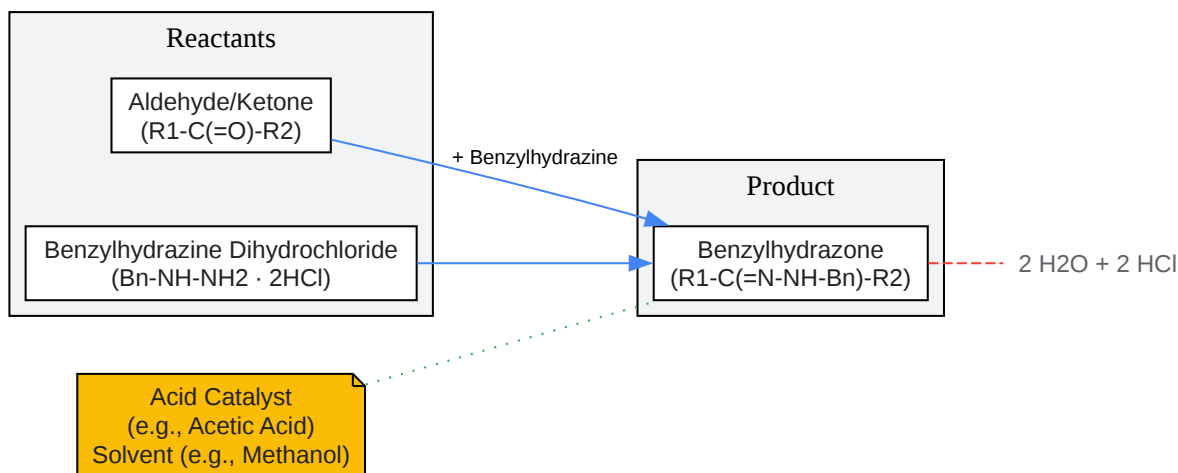 Reactants
Aldehyde/Ketone
(R1-C(=O)-R2)
+ Benzylhydrazine
Product
Benzylhydrazine Dihydrochloride
(Bn-NH-NH2 · 2HCl)
Benzylhydrazone
(R1-C(=N-NH-Bn)-R2)
2 H2O + 2 HCl
Acid Catalyst
(e.g., Acetic Acid)
Solvent (e.g., Methanol)